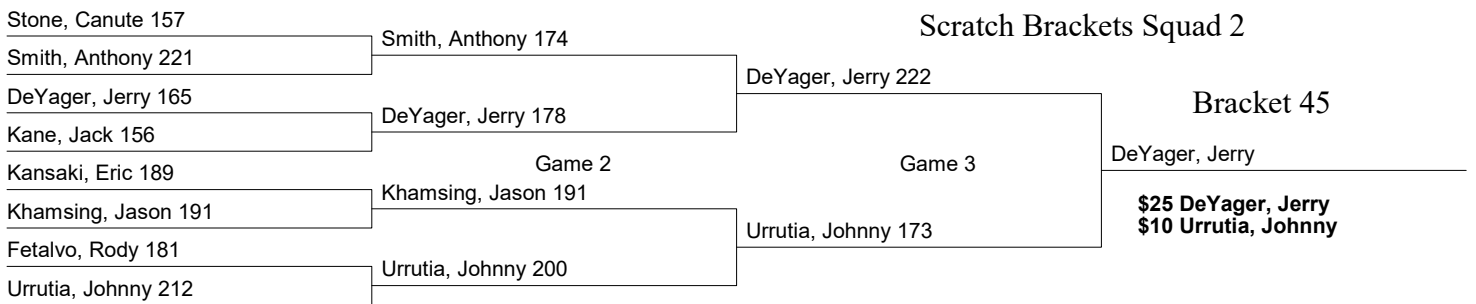 Scratch Brackets Squad 2
Bracket 45
Stone, Canute 157
Smith, Anthony 221
DeYager, Jerry 165
Kane, Jack 156
Kansaki, Eric 189
Khamsing, Jason 191
Fetalvo, Rody 181
Urrutia, Johnny 212
Smith, Anthony 174
DeYager, Jerry 178
Game 2
Khamsing, Jason 191
Urrutia, Johnny 200
DeYager, Jerry 222
Game 3
Urrutia, Johnny 173
DeYager, Jerry
$25 DeYager, Jerry
$10 Urrutia, Johnny